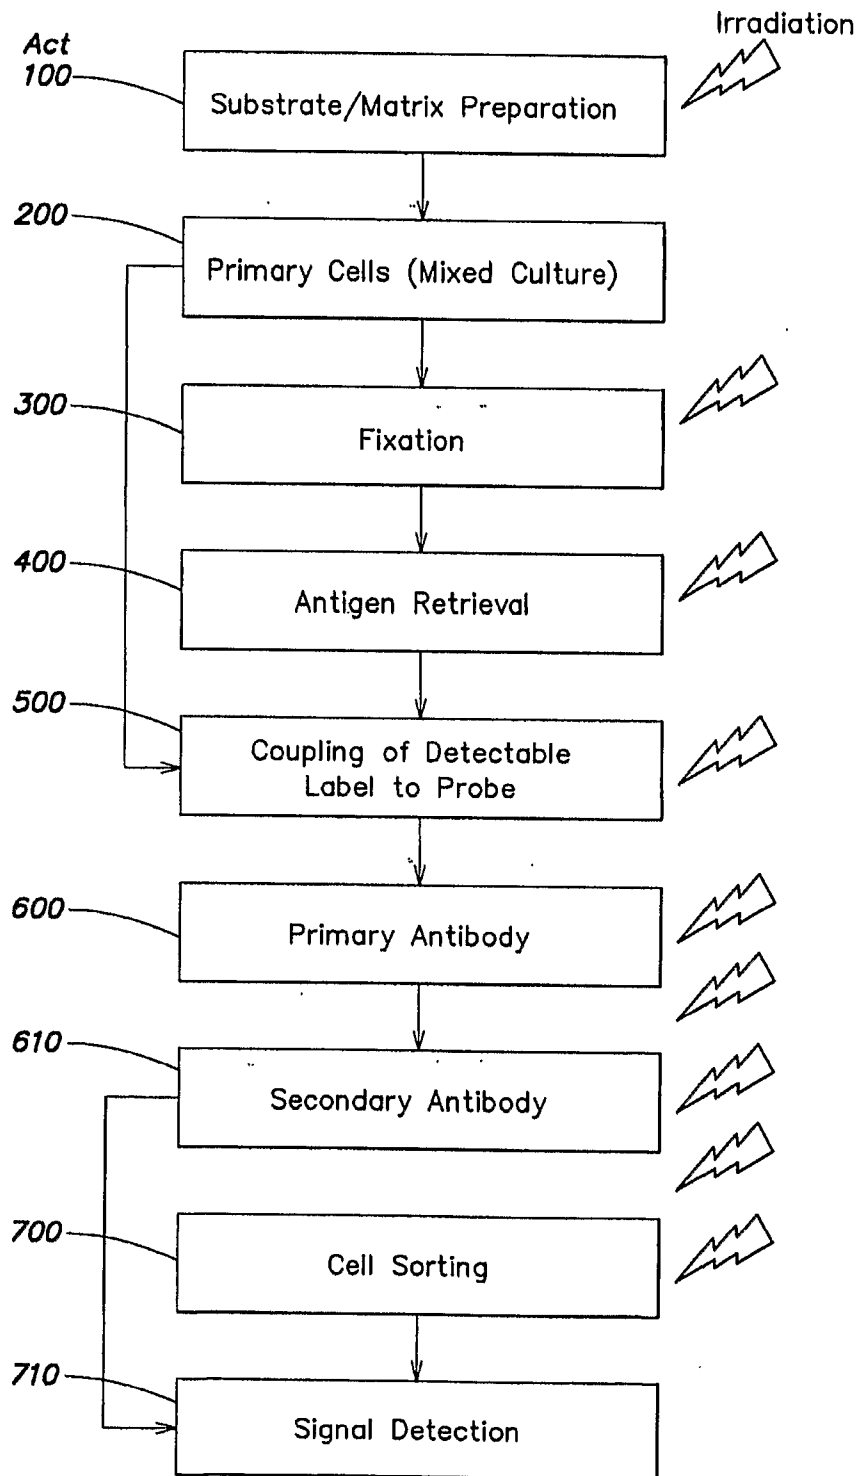 Irradiation
Act
100
Substrate/Matrix Preparation
200
Primary Cells (Mixed Culture)
300
Fixation
400
Antigen Retrieval
500
Coupling of Detectable
Label to Probe
600
Primary Antibody
610
Secondary Antibody
700
Cell Sorting
710
Signal Detection